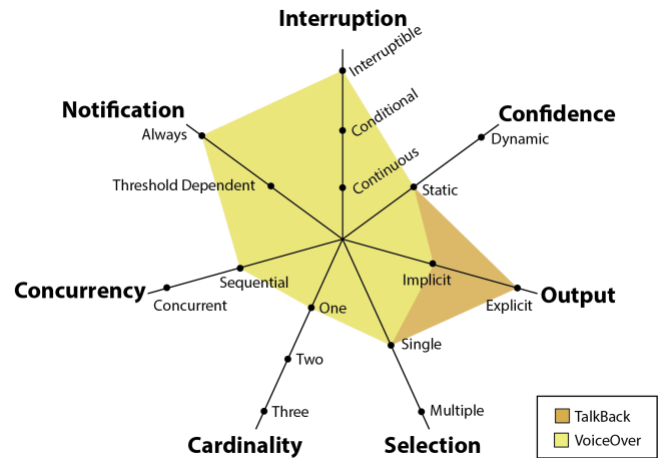 Interruption
Interruptible
Conditional
Continuous
Notification
Always
Threshold Dependent
Confidence
Dynamic
Static
Concurrency
Sequential
Concurrent
Implicit
Explicit
Output
One
Two
Three
Cardinality
Single
Multiple
Selection
TalkBack
VoiceOver